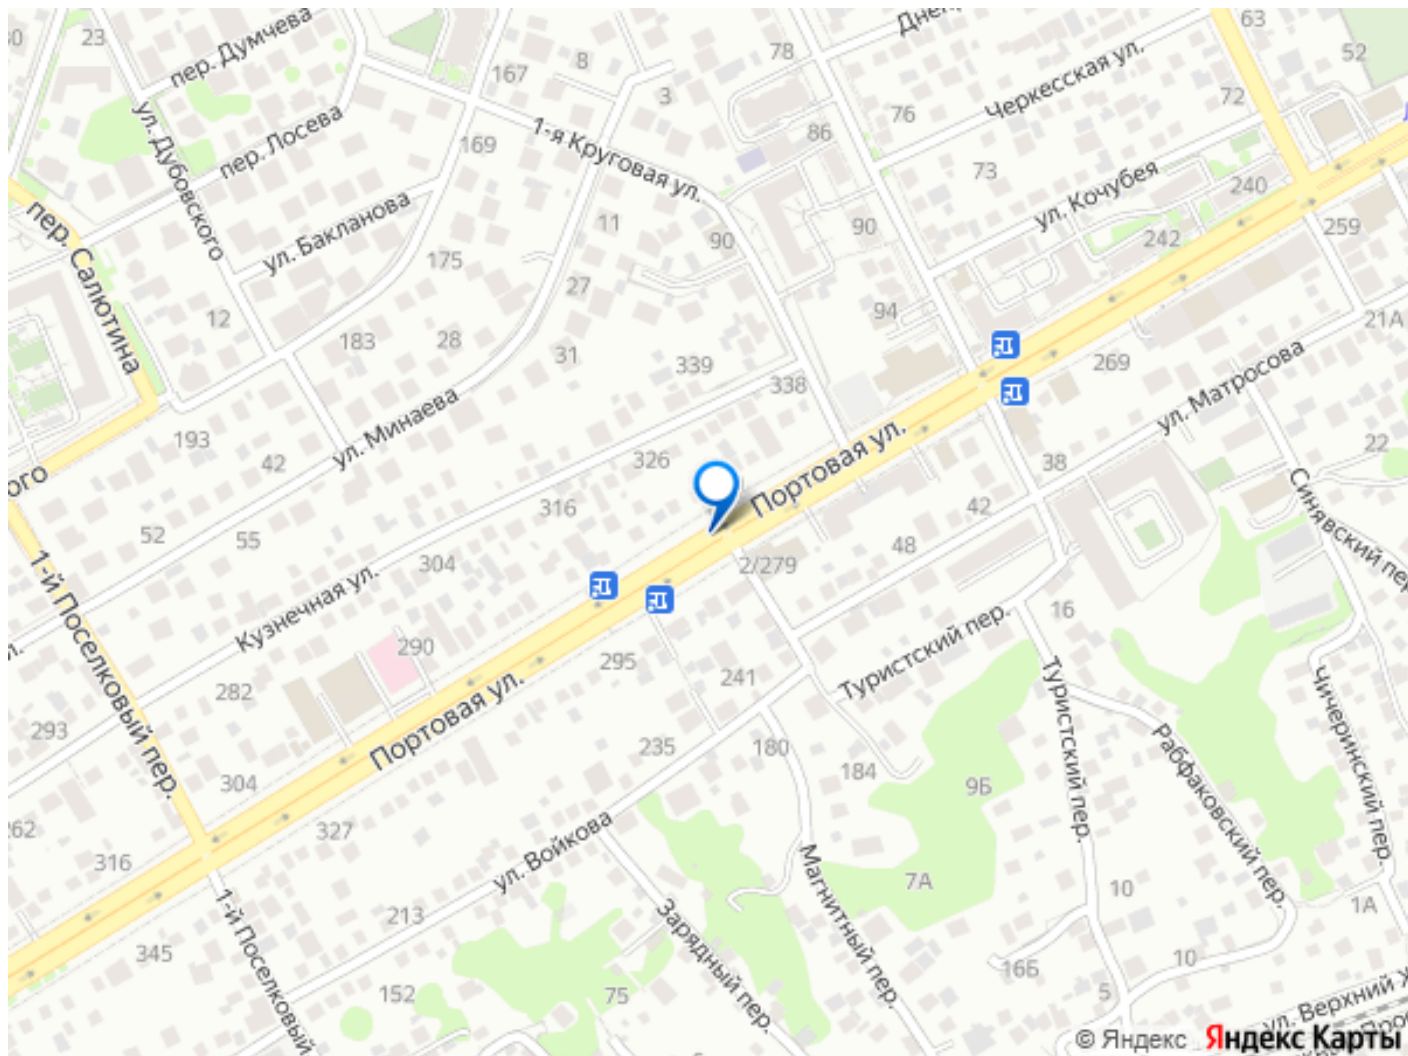 23
пер. Думчева
167
8
78
63
52
3
Черкесская ул.
72
76
ул. Дубовского
пер. Лосева
169
1-я Круговая ул.
86
73
ул. Кочубея
240
пер. Салютина
ул. Бакланова
11
90
90
242
259
175
27
94
21А
12
183
28
31
339
338
269
ул. Матросова
193
42
ул. Минаева
326
Портовая ул.
38
22
52
55
316
42
Синявский пер.
304
48
2/279
1-й Поселковый пер.
Кузнечная ул.
16
290
295
241
Туристский пер.
282
293
Портовая ул.
235
180
184
9Б
Туристский пер.
Рабфаковский пер.
Чичеринский пер.
304
327
262
316
ул. Войкова
7А
Магнитный пер.
10
1А
213
1-й Поселковый
345
Зарядный пер.
16Б
10
152
75
5
ул. Верхний
© Яндекс Яндекс Карты